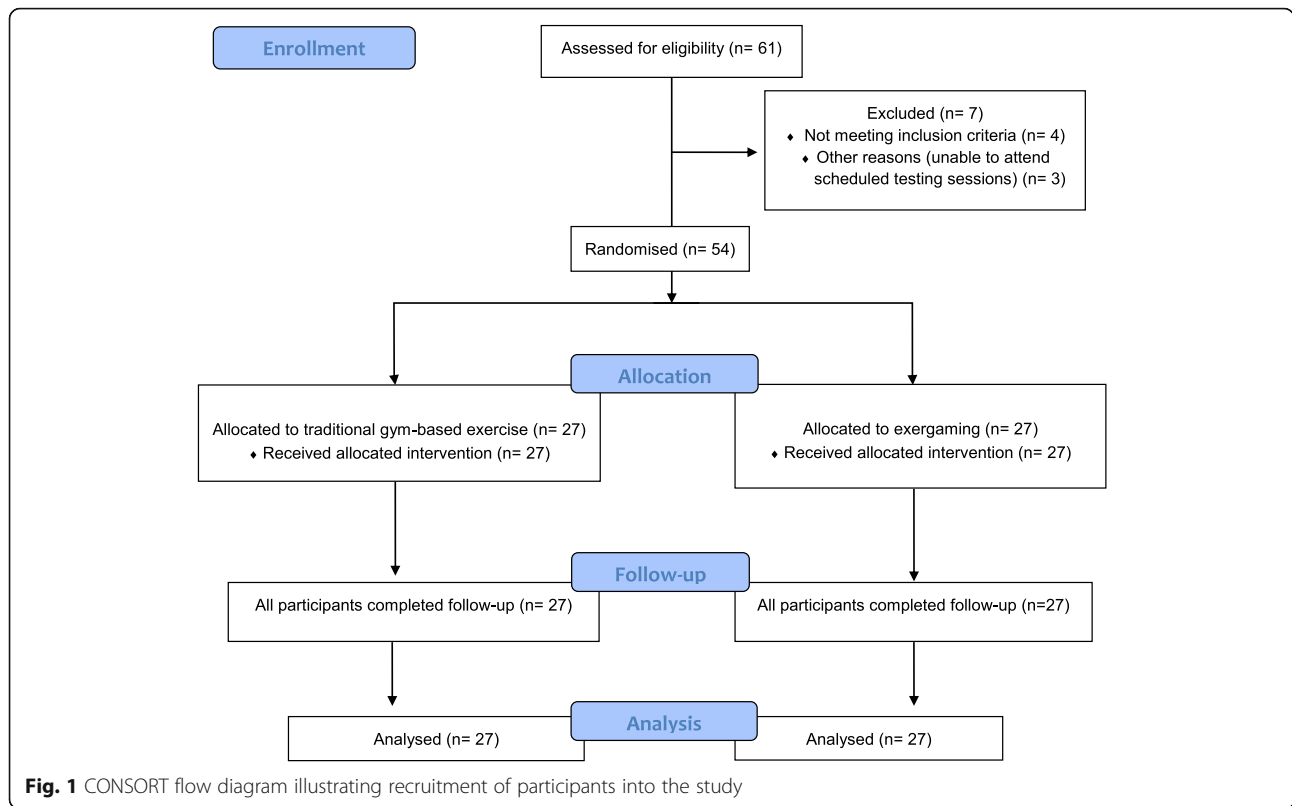 Enrollment
Assessed for eligibility (n= 61)
Excluded (n= 7)
♦ Not meeting inclusion criteria (n= 4)
♦ Other reasons (unable to attend
scheduled testing sessions) (n= 3)
Randomised (n= 54)
Allocation
Allocated to traditional gym-based exercise (n= 27)
♦ Received allocated intervention (n= 27)
Allocated to exergaming (n= 27)
♦ Received allocated intervention (n= 27)
Follow-up
All participants completed follow-up (n= 27)
All participants completed follow-up (n=27)
Analysis
Analysed (n= 27)
Analysed (n= 27)
Fig. 1 CONSORT flow diagram illustrating recruitment of participants into the study